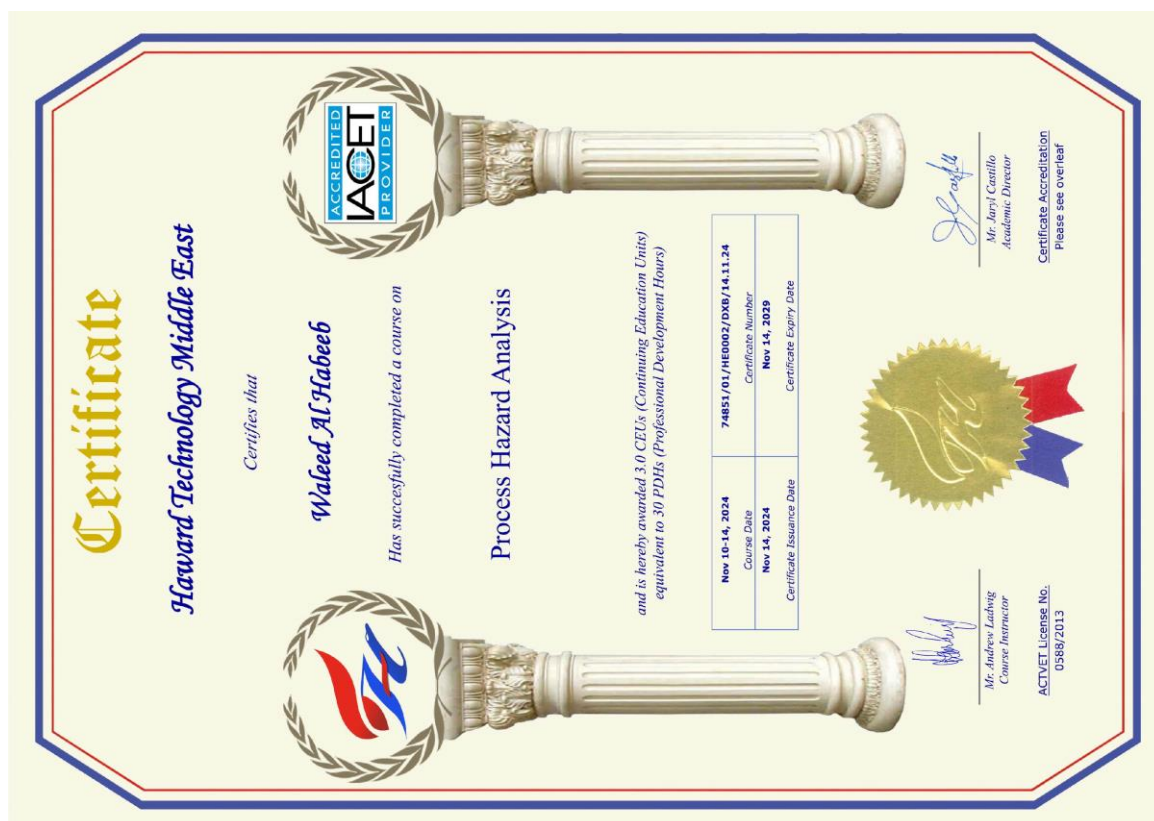 Certificate
Haward Technology Middle East
Certifies that
Waleed Al Habeeb
Has succesfully completed a course on
Process Hazard Analysis
and is hereby awarded 3.0 CEUs (Continuing Education Units)
equivalent to 30 PDHs (Professional Development Hours)
Nov 10-14, 2024
Course Date
74851/01/HE0002/DXB/14.11.24
Certificate Number
Nov 14, 2024
Certificate Issuance Date
Nov 14, 2029
Certificate Expiry Date
ACCREDITED
IACET
PROVIDER
Mr. Andrew Ladwig
Course Instructor
ACTVET License No.
0588/2013
Mr. Jaryl Castillo
Academic Director
Certificate Accreditation
Please see overleaf